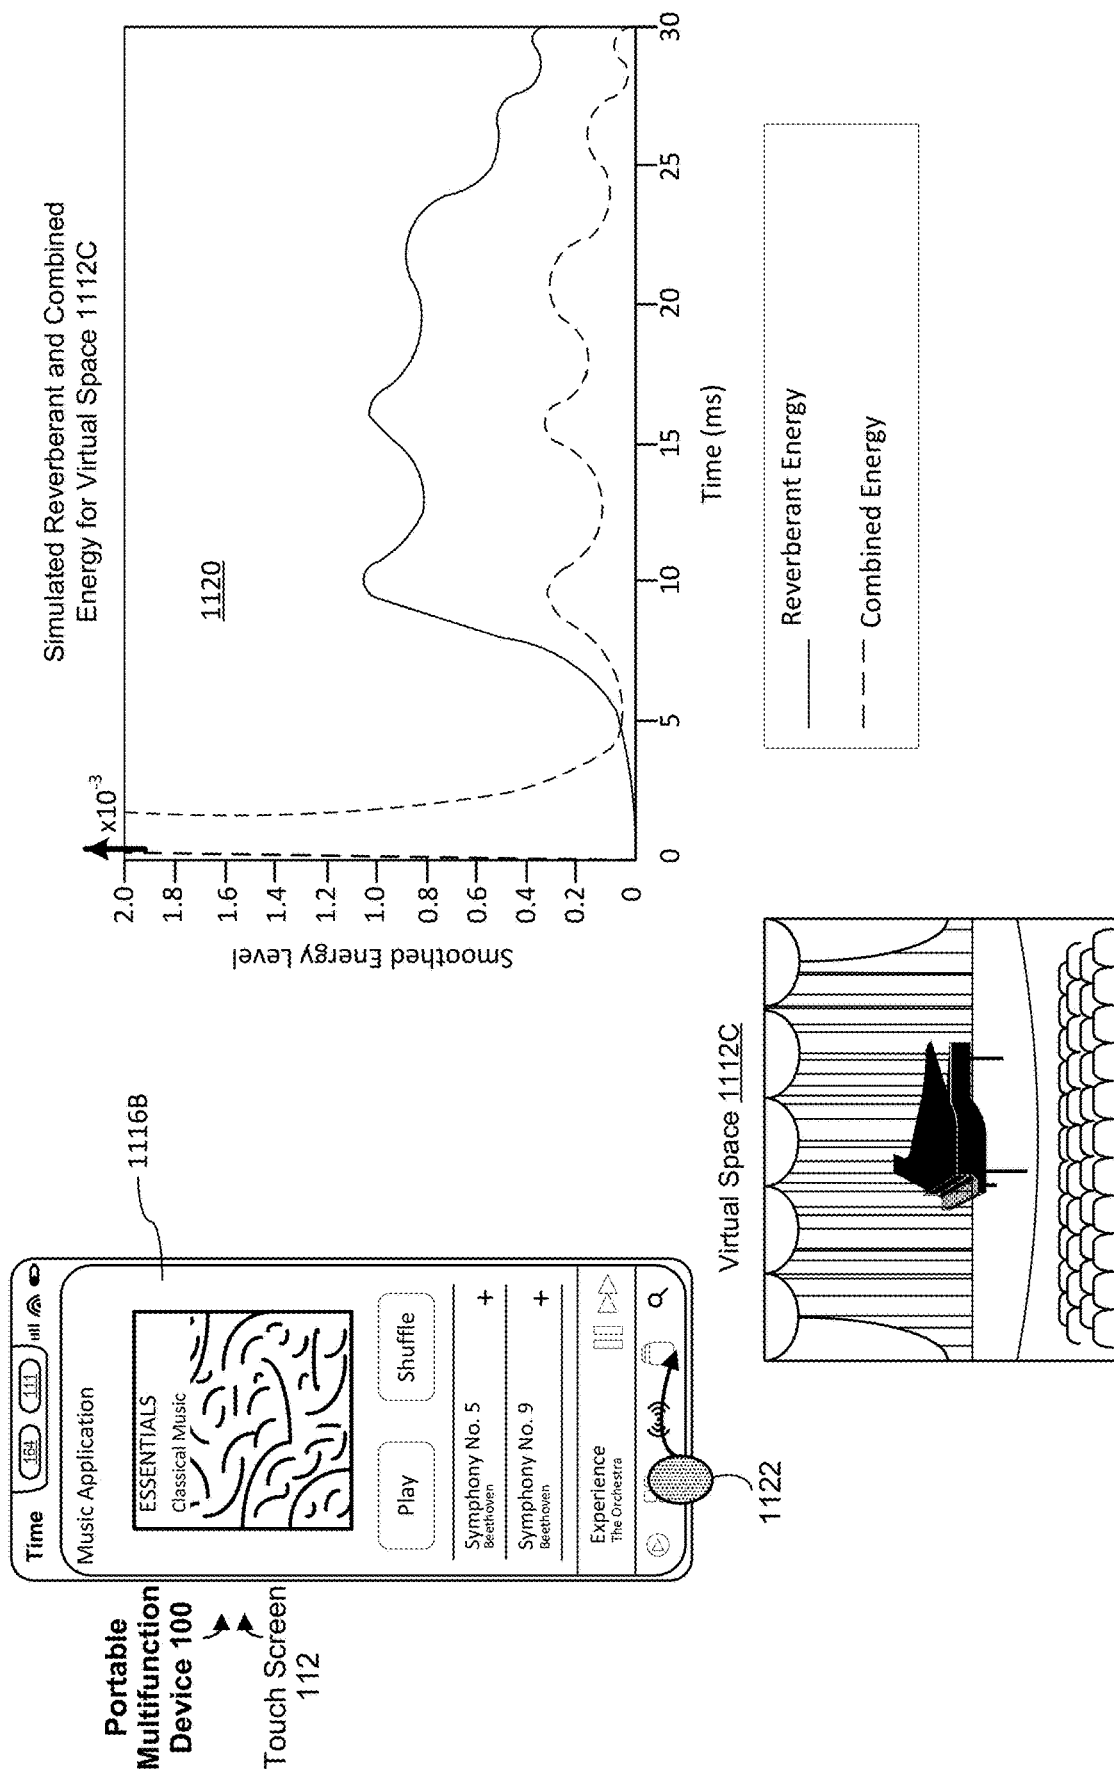 Portable
Multifunction
Device 100
Touch Screen
112
Time
164
111
Music Application
ESSENTIALS
Classical Music
Play
Shuffle
Symphony No. 5
Beethoven
+
Symphony No. 9
Beethoven
+
Experience
The Orchestra
1116B
1122
Simulated Reverberant and Combined
Energy for Virtual Space 1112C
1120
x10-3
Smoothed Energy Level
2.0
1.8
1.6
1.4
1.2
1.0
0.8
0.6
0.4
0.2
0
0
5
10
15
20
25
30
Time (ms)
Reverberant Energy
Combined Energy
Virtual Space 1112C